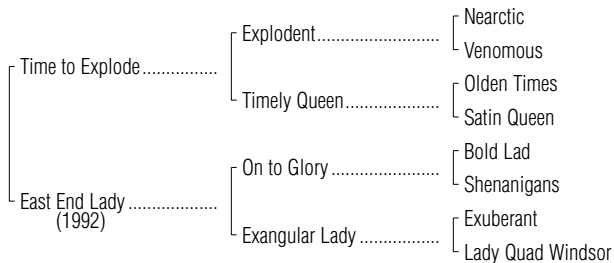 Nearctic
Explodent
Venomous
Time to Explode
Olden Times
Timely Queen
Satin Queen
Bold Lad
On to Glory
Shenanigans
East End Lady
(1992)
Exuberant
Exangular Lady
Lady Quad Windsor